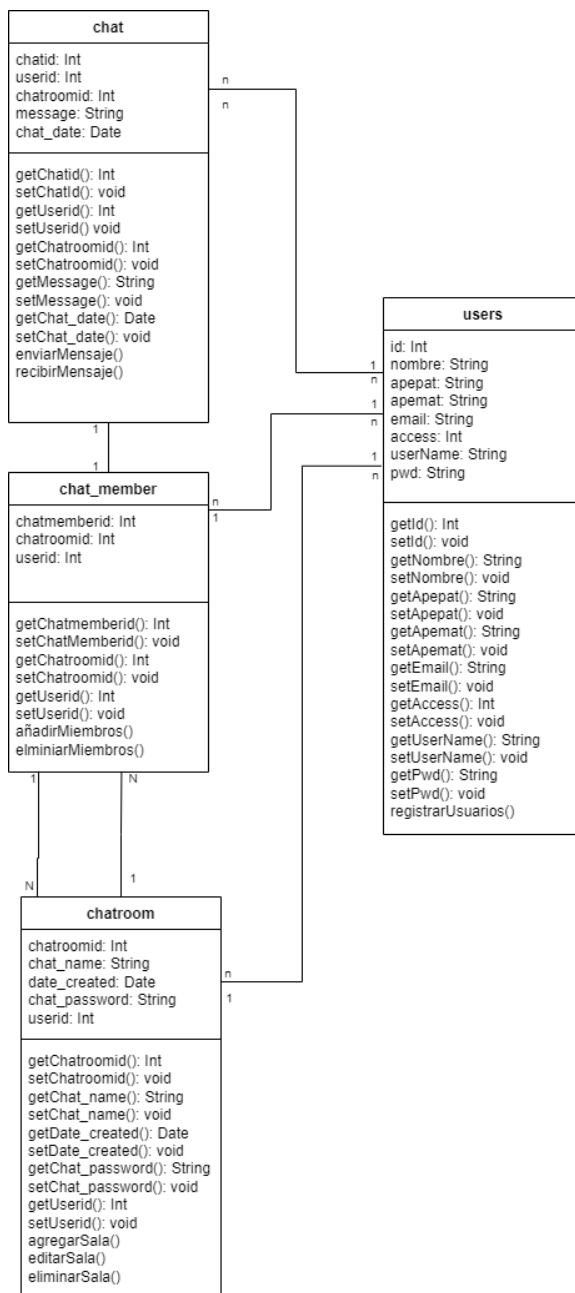 chat
chatid: Int
userid: Int
chatroomid: Int
message: String
chat_date: Date
getChatid(): Int
setChatId(): void
getUserid(): Int
setUserid() void
getChatroomid(): Int
setChatroomid(): void
getMessage(): String
setMessage(): void
getChat_date(): Date
setChat_date(): void
enviarMensaje()
recibirMensaje()
n
n
1
1
chat_member
chatmemberid: Int
chatroomid: Int
userid: Int
getChatmemberid(): Int
setChatMemberid(): void
getChatroomid(): Int
setChatroomid(): void
getUserid(): Int
setUserid(): void
añadirMiembros()
elminiarMiembros()
n
1
1
N
N
1
chatroom
chatroomid: Int
chat_name: String
date_created: Date
chat_password: String
userid: Int
getChatroomid(): Int
setChatroomid(): void
getChat_name(): String
setChat_name(): void
getDate_created(): Date
setDate_created(): void
getChat_password(): String
setChat_password(): void
getUserid(): Int
setUserid(): void
agregarSala()
editarSala()
eliminarSala()
n
1
1
n
1
n
1
n
users
id: Int
nombre: String
apepat: String
apemat: String
email: String
access: Int
userName: String
pwd: String
getId(): Int
setId(): void
getNombre(): String
setNombre(): void
getApepat(): String
setApepat(): void
getApemat(): String
setApemat(): void
getEmail(): String
setEmail(): void
getAccess(): Int
setAccess(): void
getUserName(): String
setUserName(): void
getPwd(): String
setPwd(): void
registrarUsuarios()